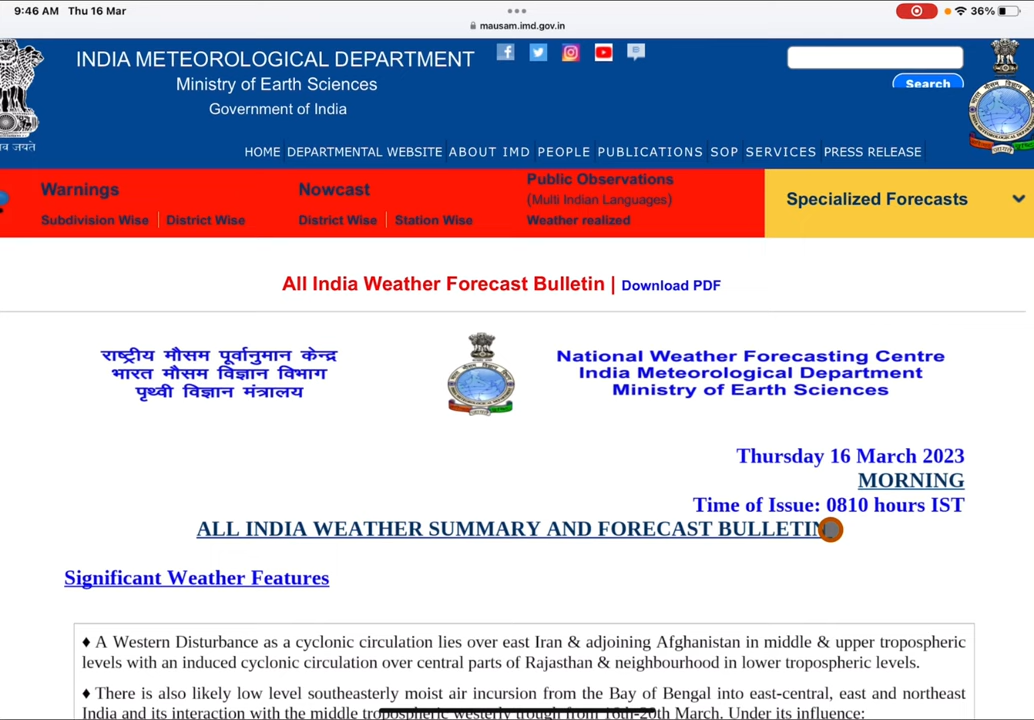 9:46 AM Thu 16 Mar
36%
mausam.imd.gov.in
INDIA METEOROLOGICAL DEPARTMENT
Ministry of Earth Sciences
Government of India
Search
HOME DEPARTMENTAL WEBSITE ABOUT IMD PEOPLE PUBLICATIONS SOP SERVICES PRESS RELEASE
Warnings
Subdivision Wise District Wise
Nowcast
District Wise Station Wise
Public Observations
(Multi Indian Languages)
Weather realized
Specialized Forecasts
All India Weather Forecast Bulletin | Download PDF
राष्ट्रीय मौसम पूर्वानुमान केन्द्र
भारत मौसम विज्ञान विभाग
पृथ्वी विज्ञान मंत्रालय
National Weather Forecasting Centre
India Meteorological Department
Ministry of Earth Sciences
Thursday 16 March 2023
MORNING
Time of Issue: 0810 hours IST
ALL INDIA WEATHER SUMMARY AND FORECAST BULLETIN
Significant Weather Features
♦ A Western Disturbance as a cyclonic circulation lies over east Iran & adjoining Afghanistan in middle & upper tropospheric
levels with an induced cyclonic circulation over central parts of Rajasthan & neighbourhood in lower tropospheric levels.
♦ There is also likely low level southeasterly moist air incursion from the Bay of Bengal into east-central, east and northeast
India and its interaction with the middle tropospheric westerly trough from 16th-20th March. Under its influence: